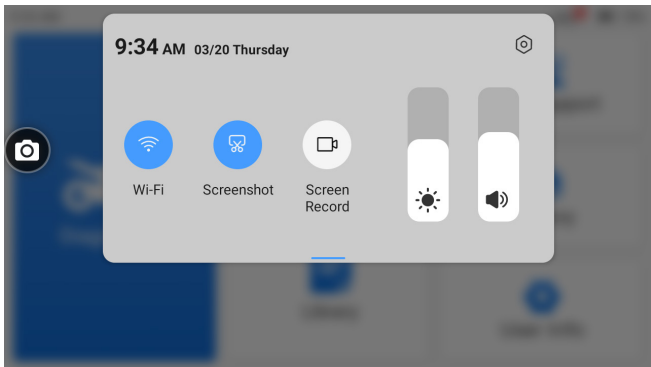 9:34 AM 03/20 Thursday
Wi-Fi
Screenshot
Screen
Record
Library
User Info